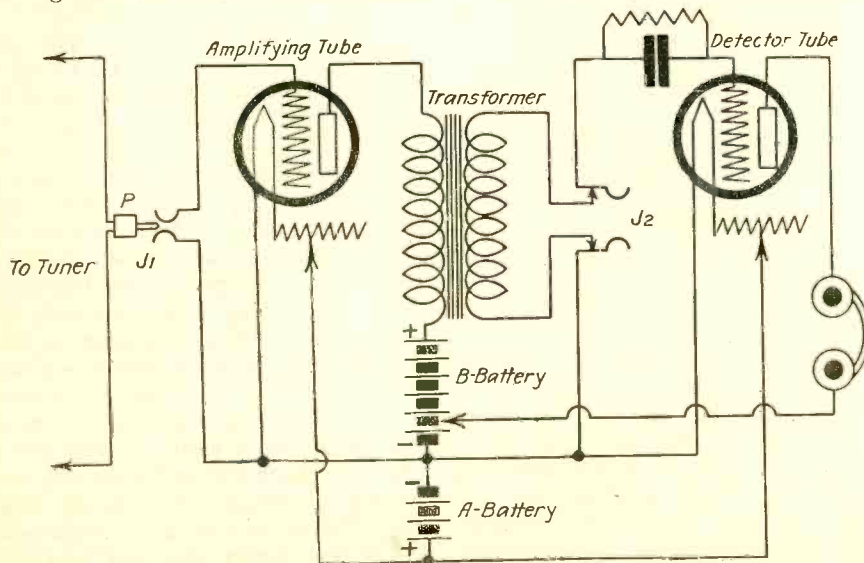 Amplifying Tube
Detector Tube
Transformer
P
J1
J2
To Tuner
+
B-Battery
-
-
A-Battery
+